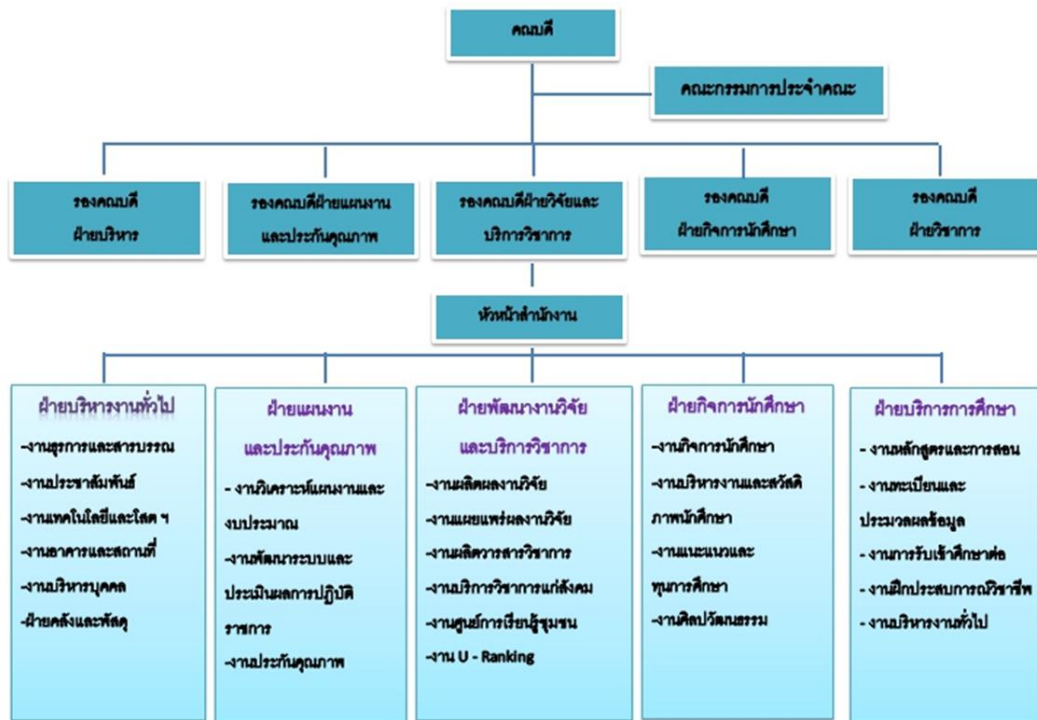 คณบดี
คณะกรรมการประจำคณะ
รองคณบดี
ฝ่ายบริหาร
รองคณบดีฝ่ายแผนงาน
และประกันคุณภาพ
รองคณบดีฝ่ายวิจัยและ
บริการวิชาการ
รองคณบดี
ฝ่ายกิจการนักศึกษา
รองคณบดี
ฝ่ายวิชาการ
หัวหน้าสำนักงาน
ฝ่ายบริหารงานทั่วไป
-งานธุรการและสารบรรณ
-งานประชาสัมพันธ์
-งานเทคโนโลยีและโสต ฯ
-งานอาคารและสถานที่
-งานบริหารบุคคล
-ฝ่ายคลังและพัสดุ
ฝ่ายแผนงาน
และประกันคุณภาพ
- งานวิเคราะห์แผนงานและ
งบประมาณ
-งานพัฒนาระบบและ
ประเมินผลการปฏิบัติ
ราชการ
-งานประกันคุณภาพ
ฝ่ายพัฒนางานวิจัย
และบริการวิชาการ
-งานผลิตผลงานวิจัย
-งานเผยแพร่ผลงานวิจัย
-งานผลิตวารสารวิชาการ
-งานบริการวิชาการแก่สังคม
-งานศูนย์การเรียนรู้ชุมชน
-งาน U - Ranking
ฝ่ายกิจการนักศึกษา
-งานกิจการนักศึกษา
-งานบริหารงานและสวัสดิ
ภาพนักศึกษา
-งานแนะแนวและ
ทุนการศึกษา
-งานศิลปวัฒนธรรม
ฝ่ายบริการการศึกษา
- งานหลักสูตรและการสอน
- งานทะเบียนและ
ประมวลผลข้อมูล
- งานการรับเข้าศึกษาต่อ
- งานฝึกประสบการณ์วิชาชีพ
- งานบริหารงานทั่วไป